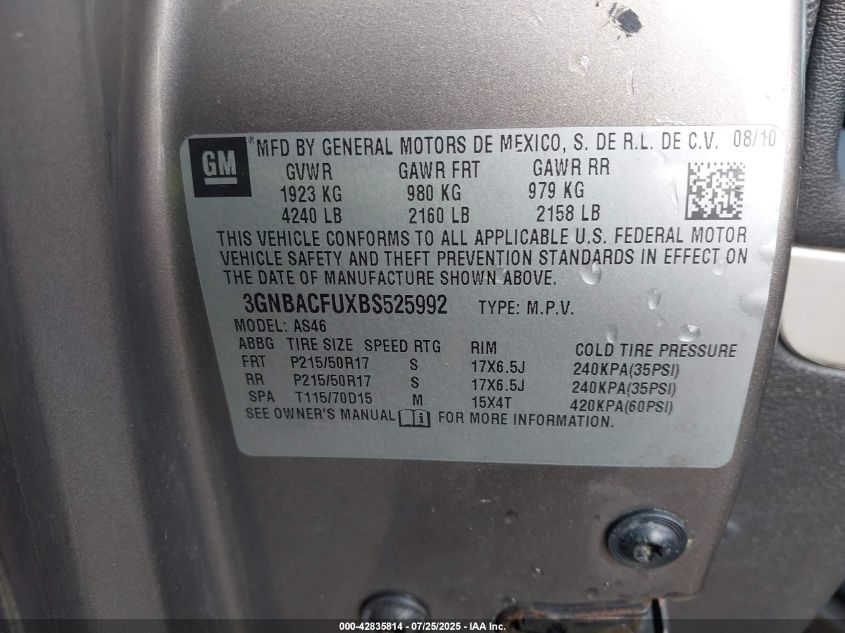 GM ® MFD BY GENERAL MOTORS DE MEXICO, S. DE R.L. DE C.V. 08/10
GVWR GAWR FRT GAWR RR
1923 KG 980 KG 979 KG
4240 LB 2160 LB 2158 LB
THIS VEHICLE CONFORMS TO ALL APPLICABLE U.S. FEDERAL MOTOR
VEHICLE SAFETY AND THEFT PREVENTION STANDARDS IN EFFECT ON
THE DATE OF MANUFACTURE SHOWN ABOVE.
3GNBACFUXBS525992 TYPE: M.P.V.
MODEL: AS46
ABBG TIRE SIZE SPEED RTG RIM COLD TIRE PRESSURE
FRT P215/50R17 S 17X6.5J 240KPA(35PSI)
RR P215/50R17 S 17X6.5J 240KPA(35PSI)
SPA T115/70D15 M 15X4T 420KPA(60PSI)
SEE OWNER'S MANUAL i FOR MORE INFORMATION.
000-42835814 - 07/25/2025 - IAA Inc.